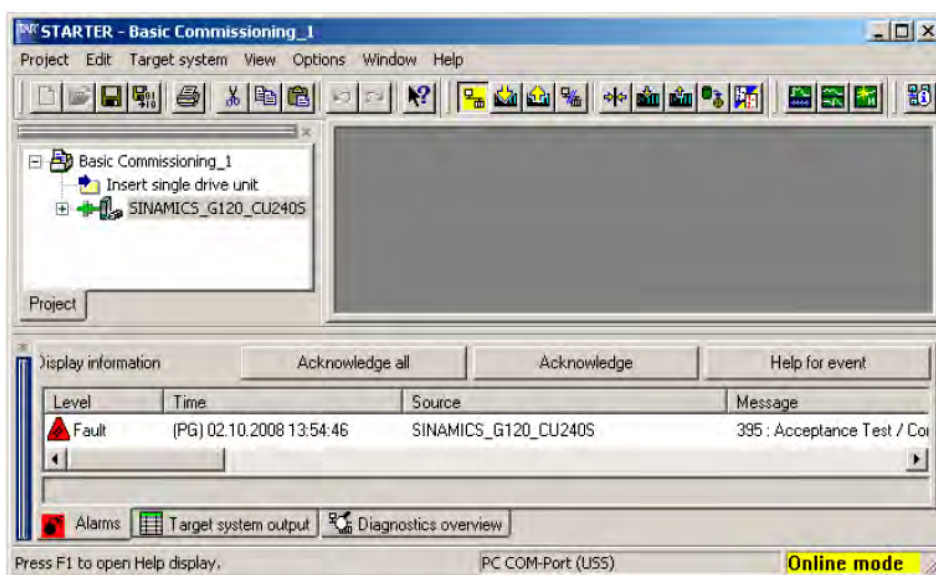 STARTER - Basic Commissioning_1
Project Edit Target system View Options Window Help
Basic Commissioning_1
Insert single drive unit
SINAMICS_G120_CU240S
Project
Display information Acknowledge all Acknowledge Help for event
Level Time Source Message
Fault (PG) 02.10.2008 13:54:46 SINAMICS_G120_CU240S 395 : Acceptance Test / Cor
Alarms Target system output Diagnostics overview
Press F1 to open Help display. PC COM-Port (USS) Online mode